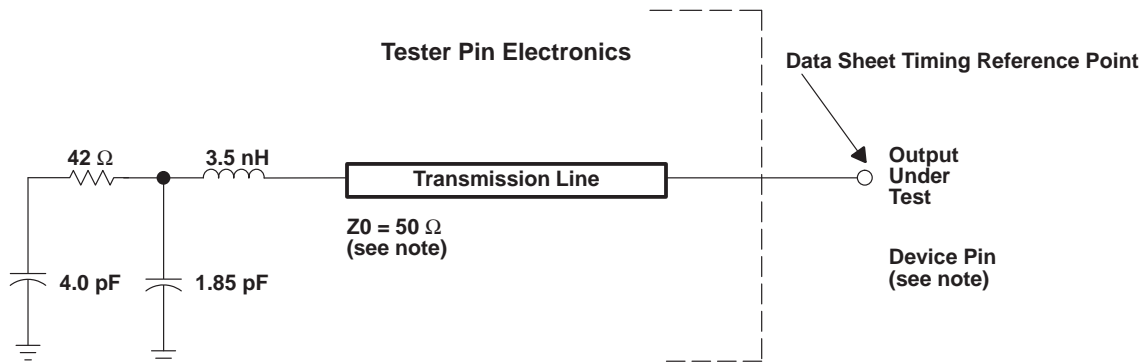 Tester Pin Electronics
Data Sheet Timing Reference Point
42 Ω
3.5 nH
Transmission Line
Output
Under
Test
Z0 = 50 Ω
(see note)
Device Pin
(see note)
4.0 pF
1.85 pF